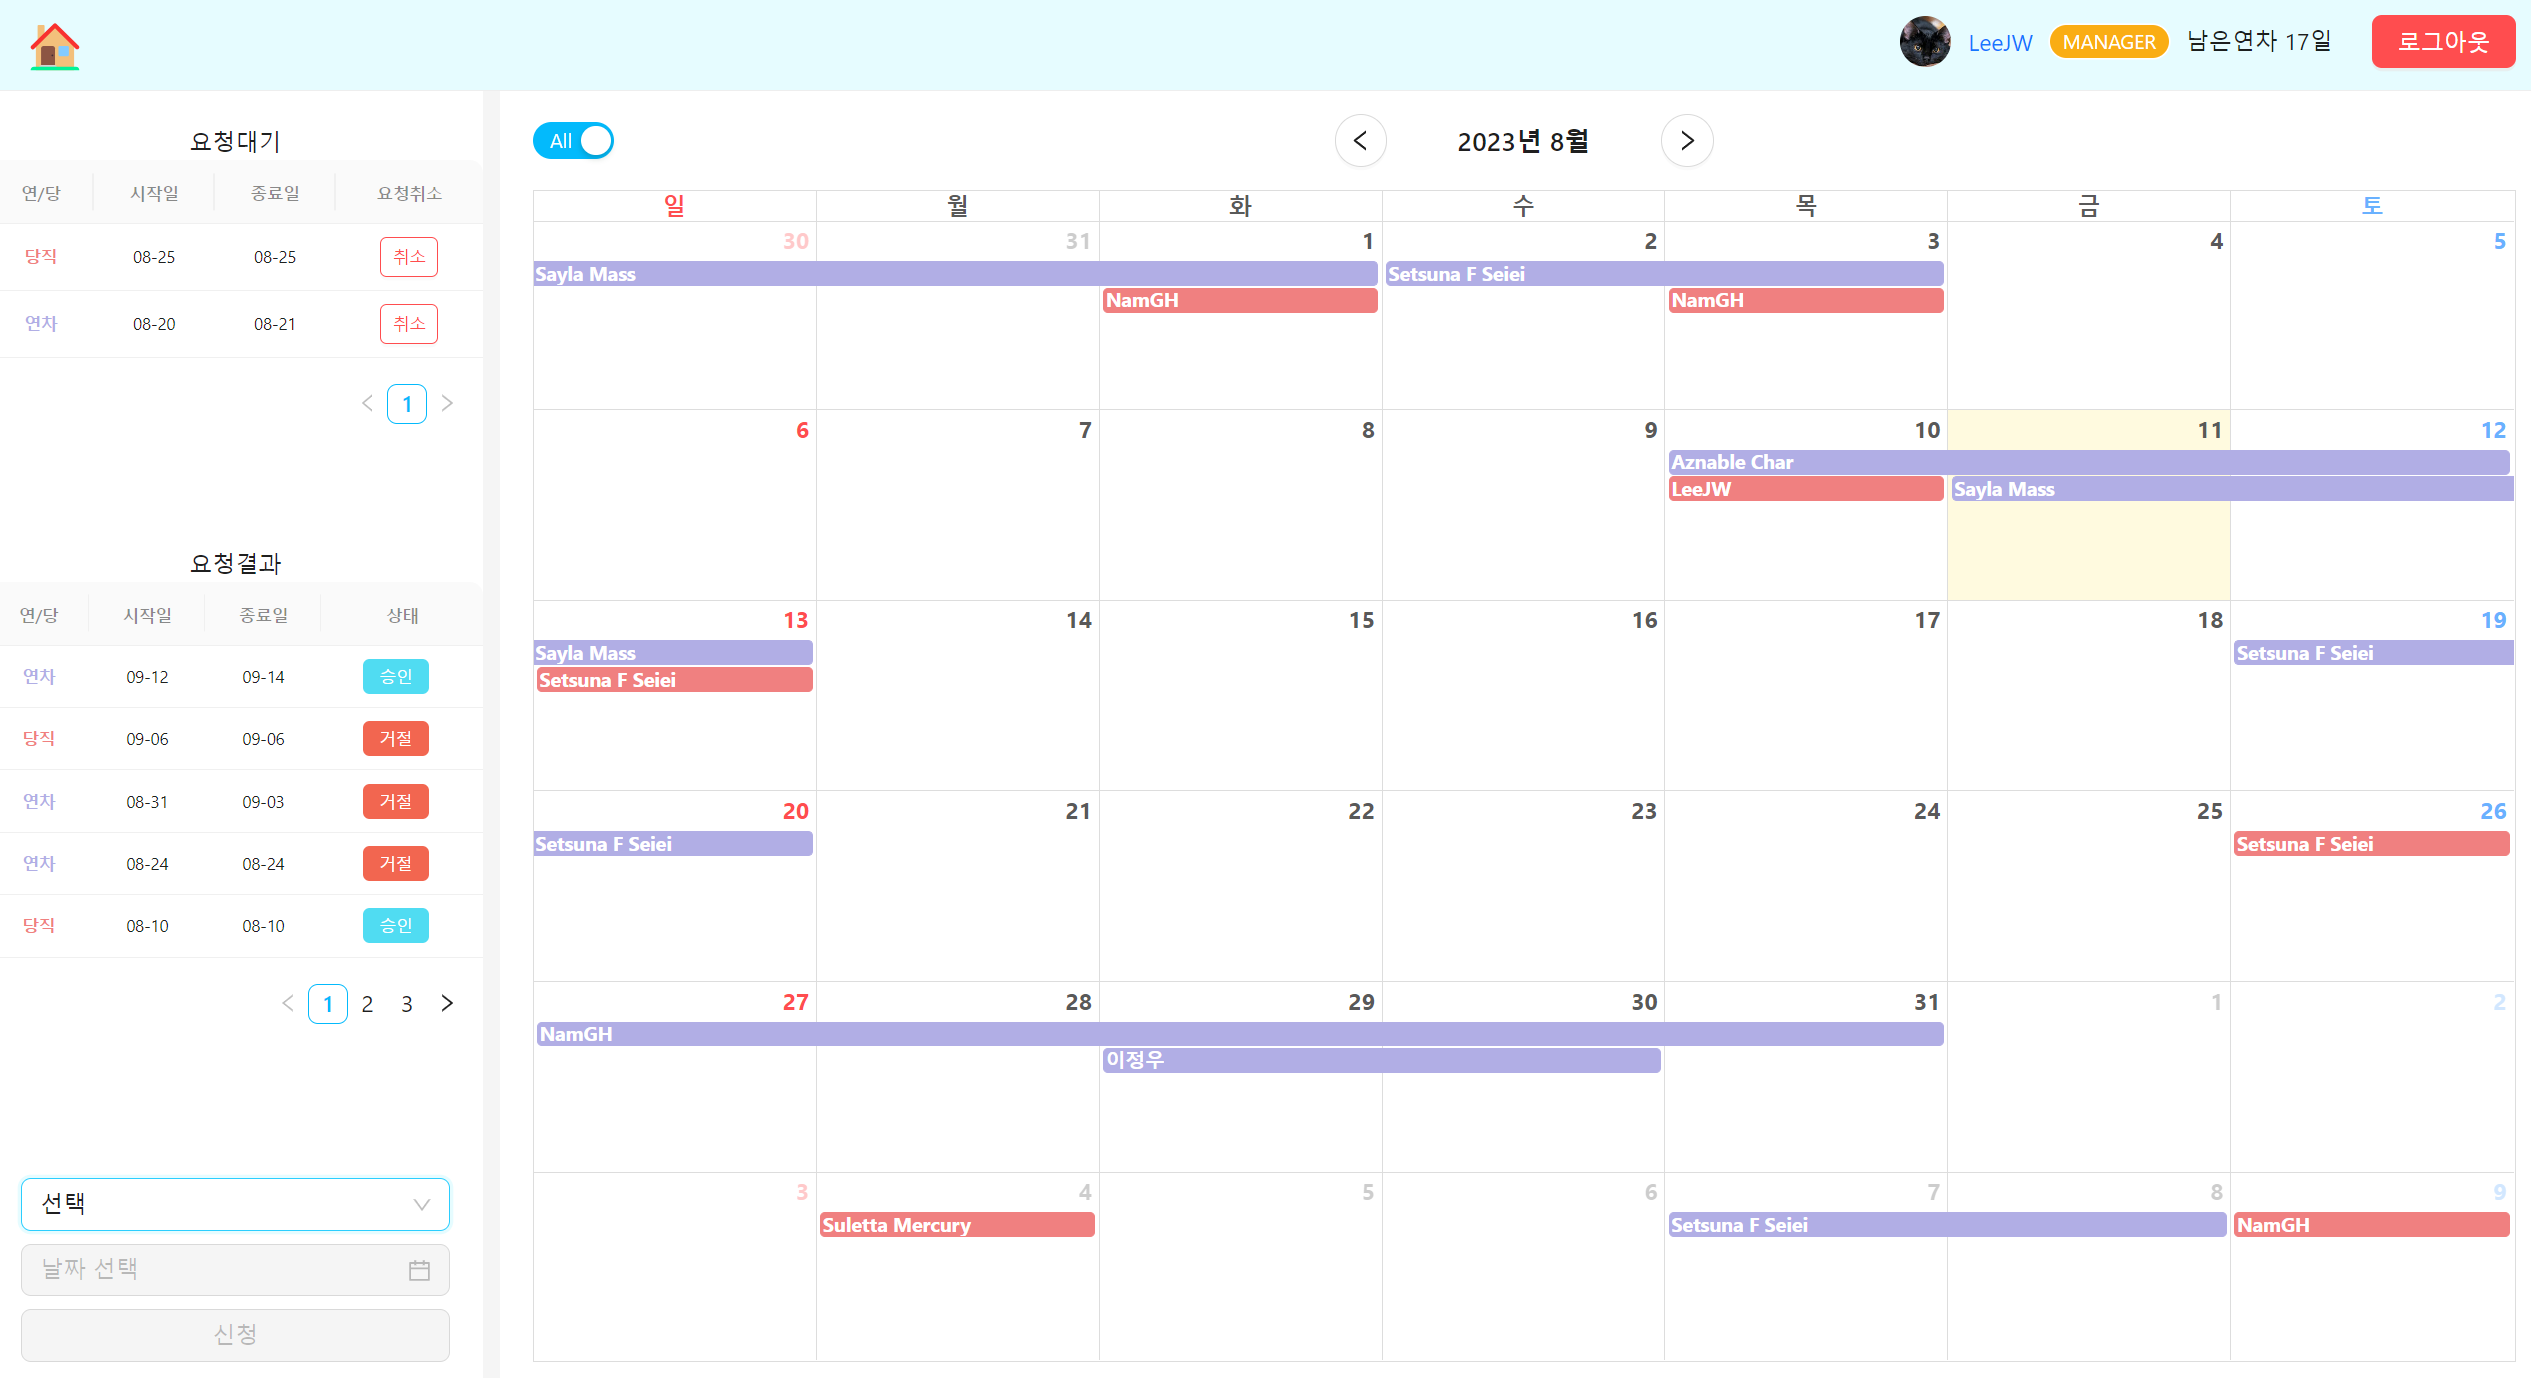 LeeJW MANAGER 남은연차 17일 로그아웃
요청대기
연/당 시작일 종료일 요청취소
당직 08-25 08-25 취소
연차 08-20 08-21 취소
1
요청결과
연/당 시작일 종료일 상태
연차 09-12 09-14 승인
당직 09-06 09-06 거절
연차 08-31 09-03 거절
연차 08-24 08-24 거절
당직 08-10 08-10 승인
1 2 3
선택
날짜 선택
신청
All 2023년 8월
일 월 화 수 목 금 토
30 31 1 2 3 4 5
Sayla Mass Setsuna F Seiei
NamGH NamGH
6 7 8 9 10 11 12
Aznable Char
LeeJW Sayla Mass
13 14 15 16 17 18 19
Sayla Mass Setsuna F Seiei
Setsuna F Seiei
20 21 22 23 24 25 26
Setsuna F Seiei Setsuna F Seiei
27 28 29 30 31 1 2
NamGH
이정우
3 4 5 6 7 8 9
Suletta Mercury Setsuna F Seiei NamGH